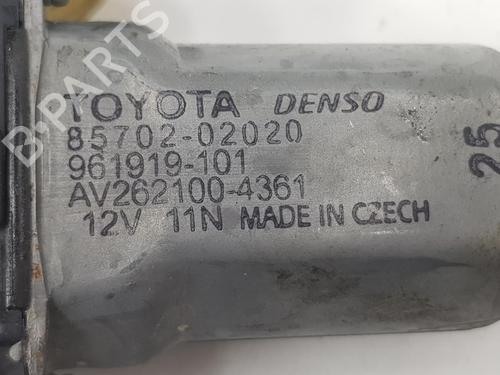 TOYOTA DENSO
85702-02020
961919-101
AV262100-4361
12V 11N MADE IN CZECH
25
B-PARTS